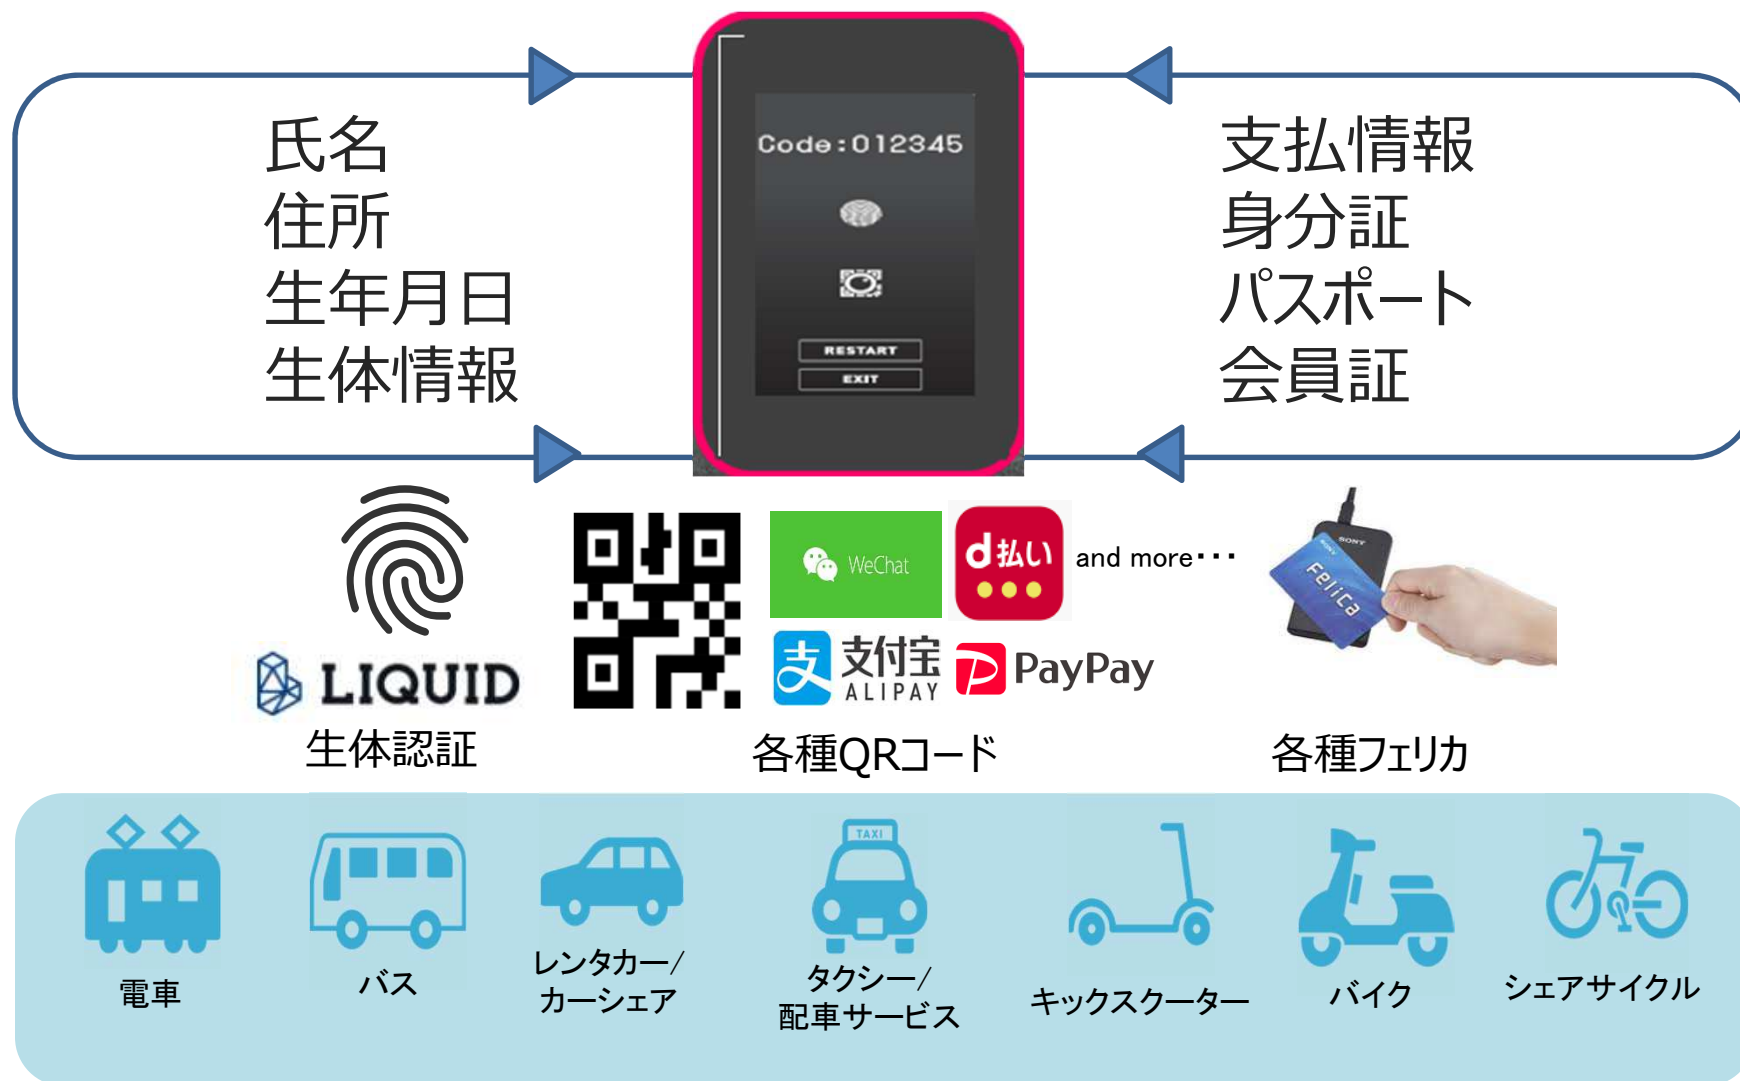 氏名
住所
生年月日
生体情報
Code:012345
RESTART
EXIT
支払情報
身分証
パスポート
会員証
LIQUID
生体認証
WeChat
d払い
and more・・・
支付宝
ALIPAY
PayPay
各種QRコード
SONY
SONY
FeliCa
各種フェリカ
電車
バス
レンタカー/
カーシェア
TAXI
タクシー/
配車サービス
キックスクーター
バイク
シェアサイクル